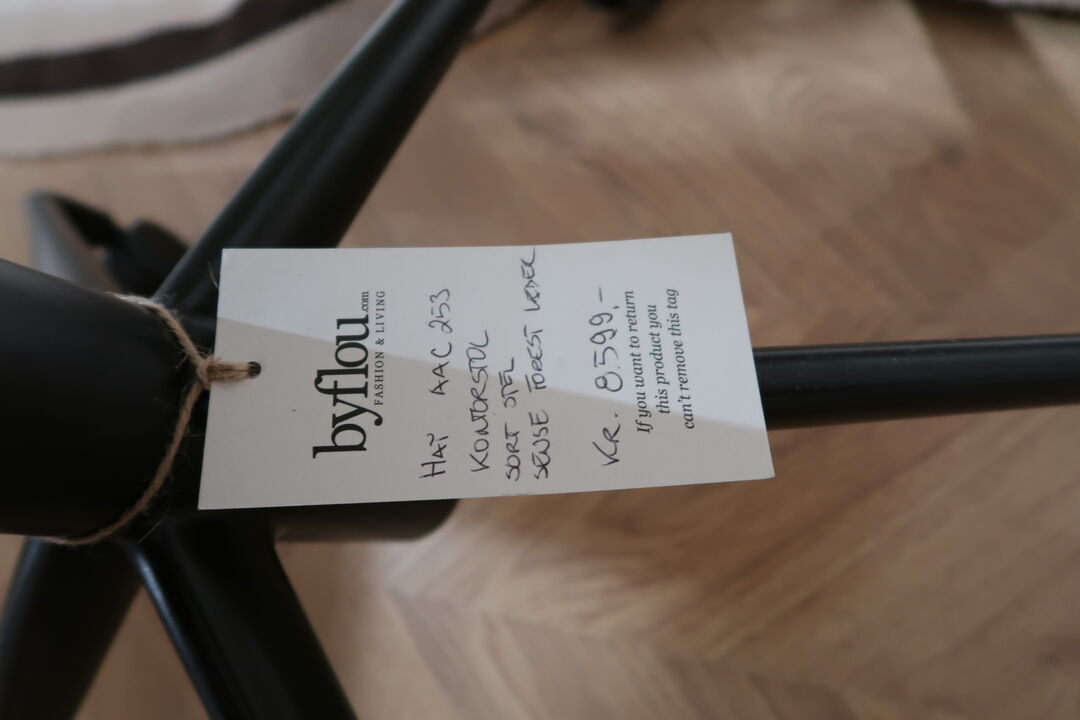 byflou.com
FASHION & LIVING
HAY AAC 253
KONTORSTOL
SORT STEL
SENSE FOREST LÆDER
KR. 8.599,-
If you want to return
this product you
can't remove this tag